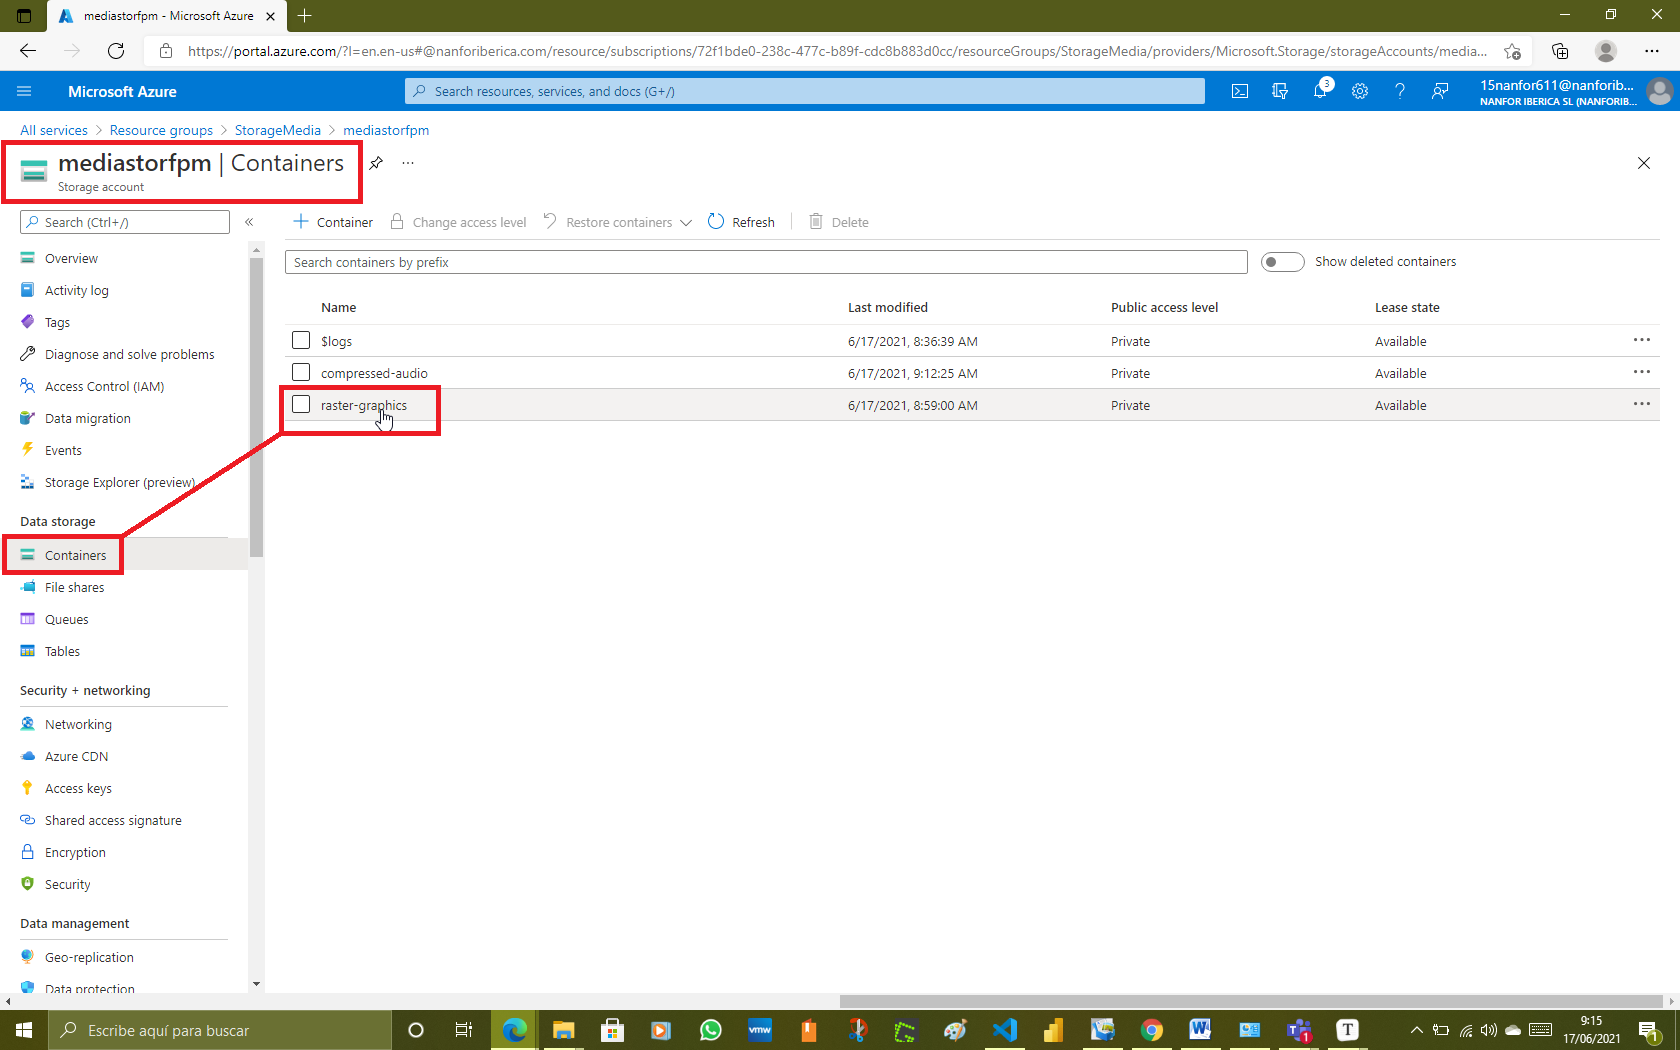 mediastorfpm - Microsoft Azure
https://portal.azure.com/?l=en.en-us#@nanforiberica.com/resource/subscriptions/72f1bde0-238c-477c-b89f-cdc8b883d0cc/resourceGroups/StorageMedia/providers/Microsoft.Storage/storageAccounts/media...
Microsoft Azure
Search resources, services, and docs (G+/)
3
15nanfor611@nanforib...
NANFOR IBERICA SL (NANFORIB...
All services > Resource groups > StorageMedia > mediastorfpm
mediastorfpm | Containers
Storage account
Search (Ctrl+/)
Container
Change access level
Restore containers
Refresh
Delete
Search containers by prefix
Show deleted containers
Overview
Activity log
Tags
Diagnose and solve problems
Access Control (IAM)
Data migration
Events
Storage Explorer (preview)
Data storage
Containers
File shares
Queues
Tables
Security + networking
Networking
Azure CDN
Access keys
Shared access signature
Encryption
Security
Data management
Geo-replication
Data protection
Name Last modified Public access level Lease state
$logs 6/17/2021, 8:36:39 AM Private Available
compressed-audio 6/17/2021, 9:12:25 AM Private Available
raster-graphics 6/17/2021, 8:59:00 AM Private Available
Escribe aquí para buscar
vmw
W
1
T
9:15
17/06/2021
1